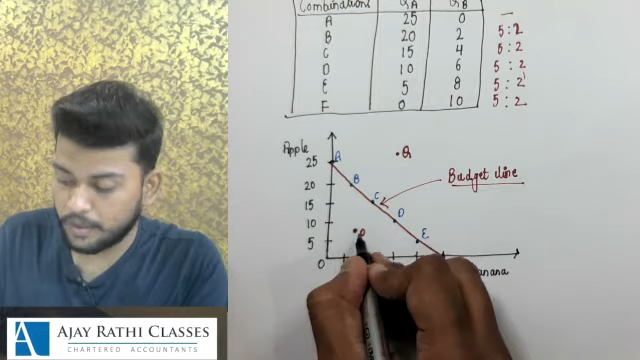 Combinations QA QB
A 25 0 —
B 20 2 5 : 2
C 15 4 5 : 2
D 10 6 5 : 2
E 5 8 5 : 2
F 0 10 5 : 2
Apple
25 A
Q
20 B
Budget line
15 C
10 D
5 E
0
anana
AJAY RATHI CLASSES
CHARTERED ACCOUNTANTS